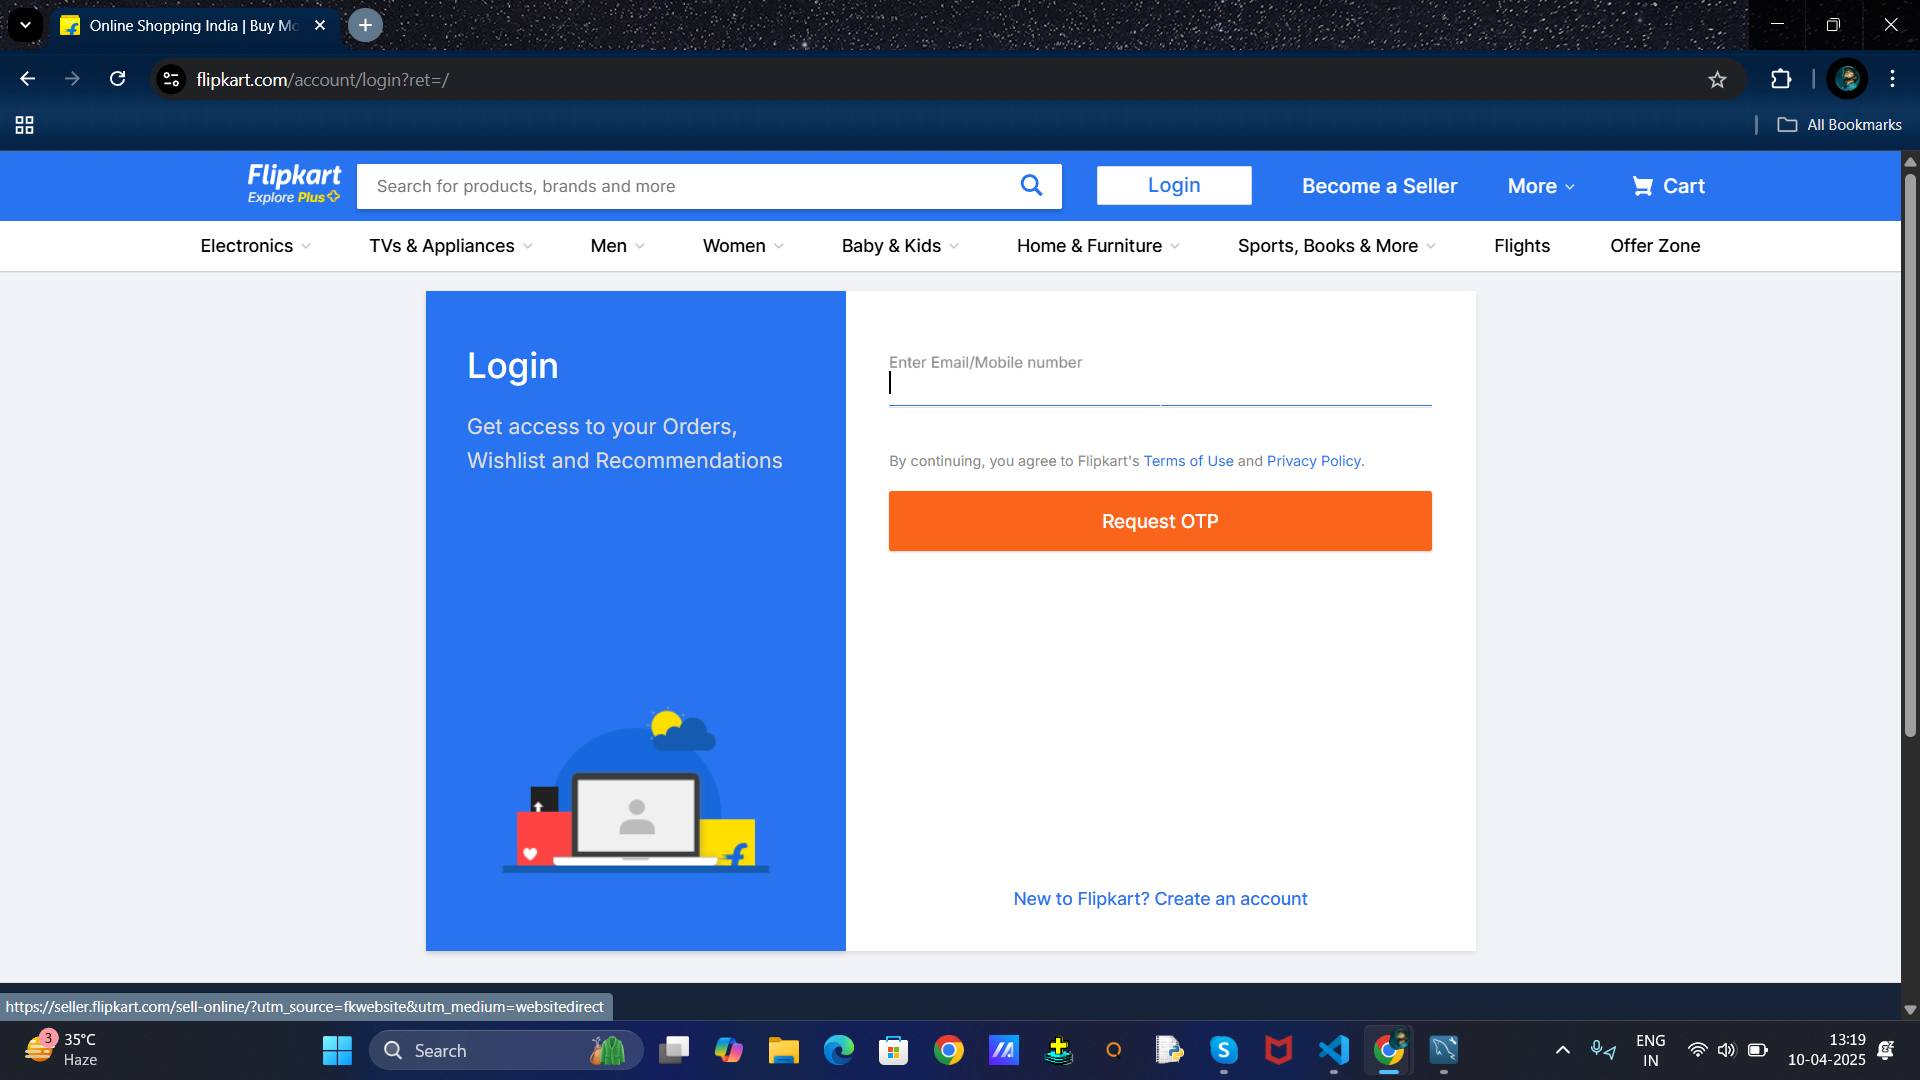 Online Shopping India | Buy Mo
flipkart.com/account/login?ret=/
All Bookmarks
Flipkart
Explore Plus
Search for products, brands and more
Login
Become a Seller
More
Cart
Electronics
TVs & Appliances
Men
Women
Baby & Kids
Home & Furniture
Sports, Books & More
Flights
Offer Zone
Login
Get access to your Orders,
Wishlist and Recommendations
Enter Email/Mobile number
By continuing, you agree to Flipkart's Terms of Use and Privacy Policy.
Request OTP
New to Flipkart? Create an account
https://seller.flipkart.com/sell-online/?utm_source=fkwebsite&utm_medium=websitedirect
3
35°C
Haze
Search
ENG
IN
13:19
10-04-2025